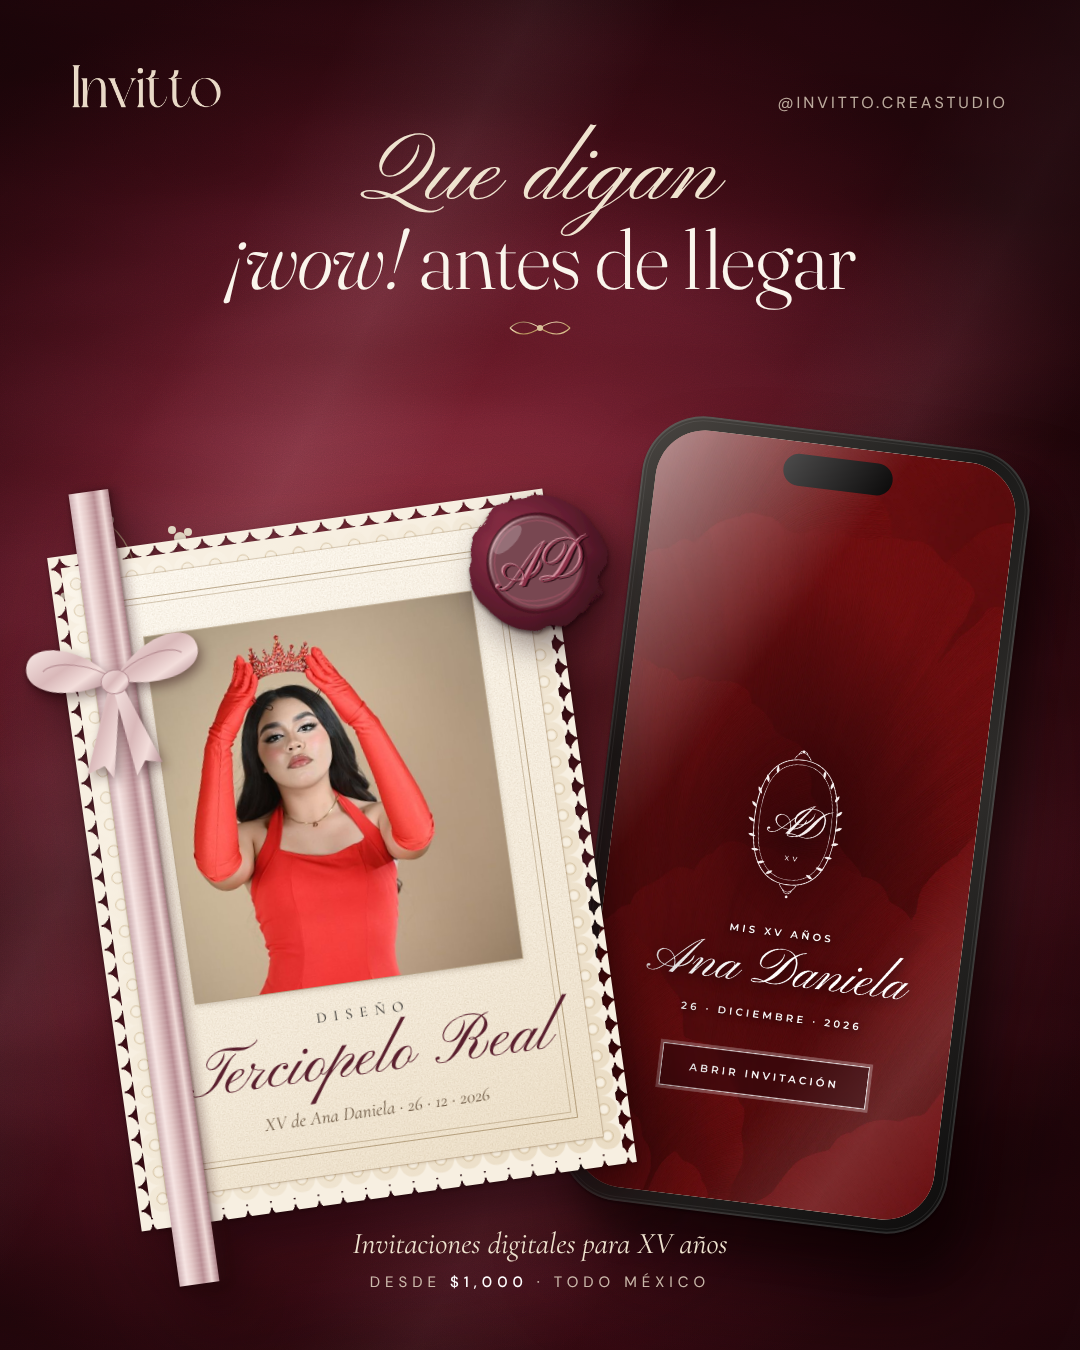 Invitto
@INVITTO.CREASTUDIO
Que digan
¡wow! antes de llegar
AD
DISEÑO
Terciopelo Real
XV de Ana Daniela · 26 · 12 · 2026
AD
XV
MIS XV AÑOS
Ana Daniela
26 · DICIEMBRE · 2026
ABRIR INVITACIÓN
Invitaciones digitales para XV años
DESDE $1,000 · TODO MÉXICO